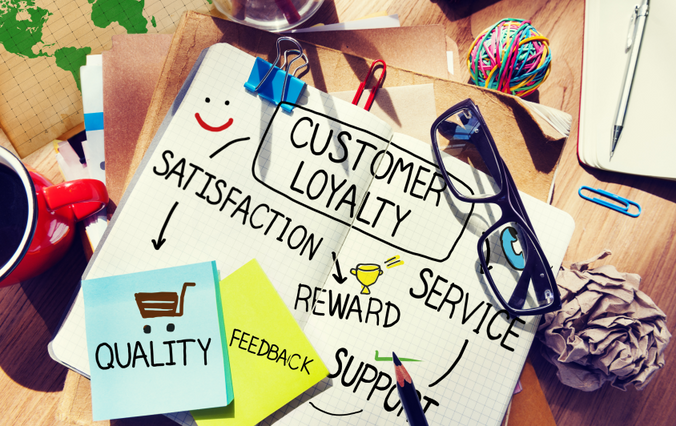 CUSTOMER
LOYALTY
SATISFACTION
REWARD
SERVICE
QUALITY
FEEDBACK
SUPPORT